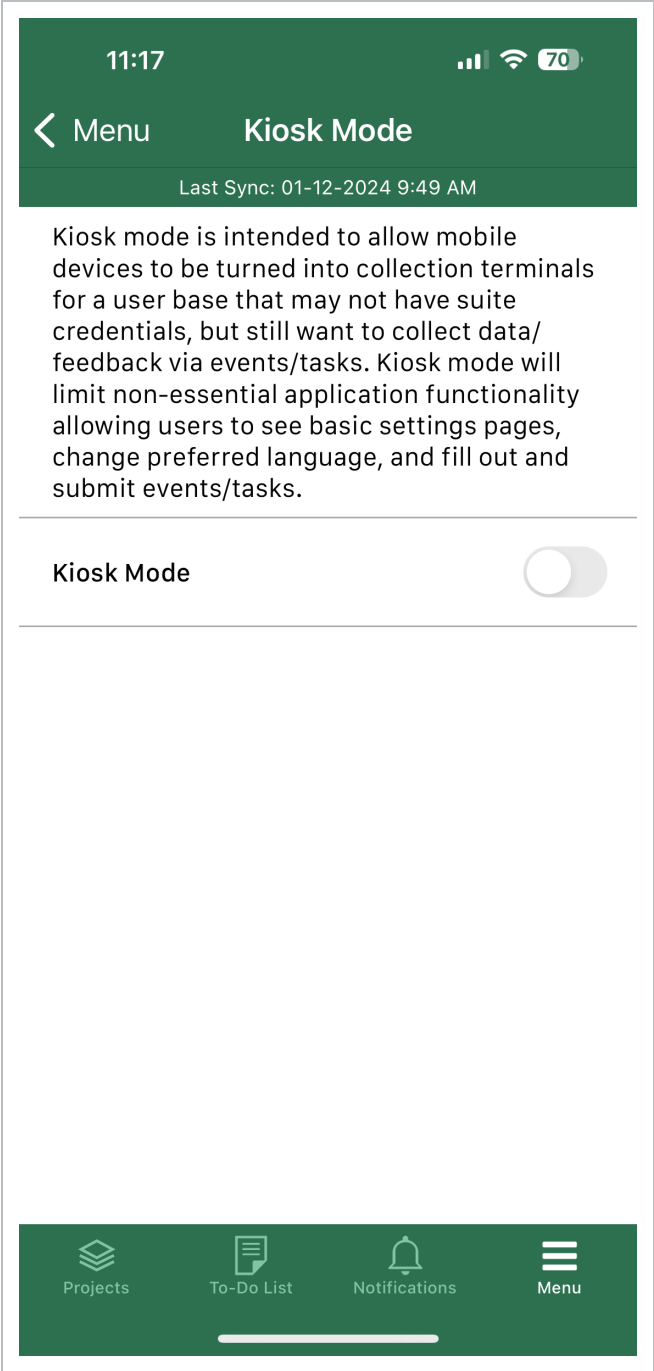 11:17
70
Menu
Kiosk Mode
Last Sync: 01-12-2024 9:49 AM
Kiosk mode is intended to allow mobile
devices to be turned into collection terminals
for a user base that may not have suite
credentials, but still want to collect data/
feedback via events/tasks. Kiosk mode will
limit non-essential application functionality
allowing users to see basic settings pages,
change preferred language, and fill out and
submit events/tasks.
Kiosk Mode
Projects
To-Do List
Notifications
Menu